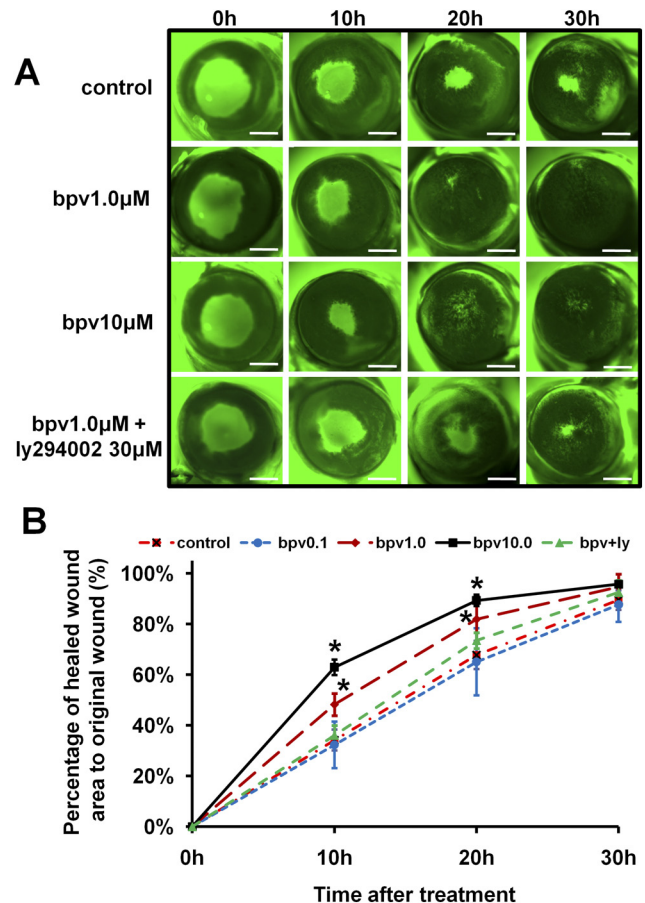 0h 10h 20h 30h
A
control
bpv1.0μM
bpv10μM
bpv1.0μM +
ly294002 30μM
B
control bpv0.1 bpv1.0 bpv10.0 bpv+ly
Percentage of healed wound
area to original wound (%)
100%
80%
60%
40%
20%
0%
* * * *
0h 10h 20h 30h
Time after treatment